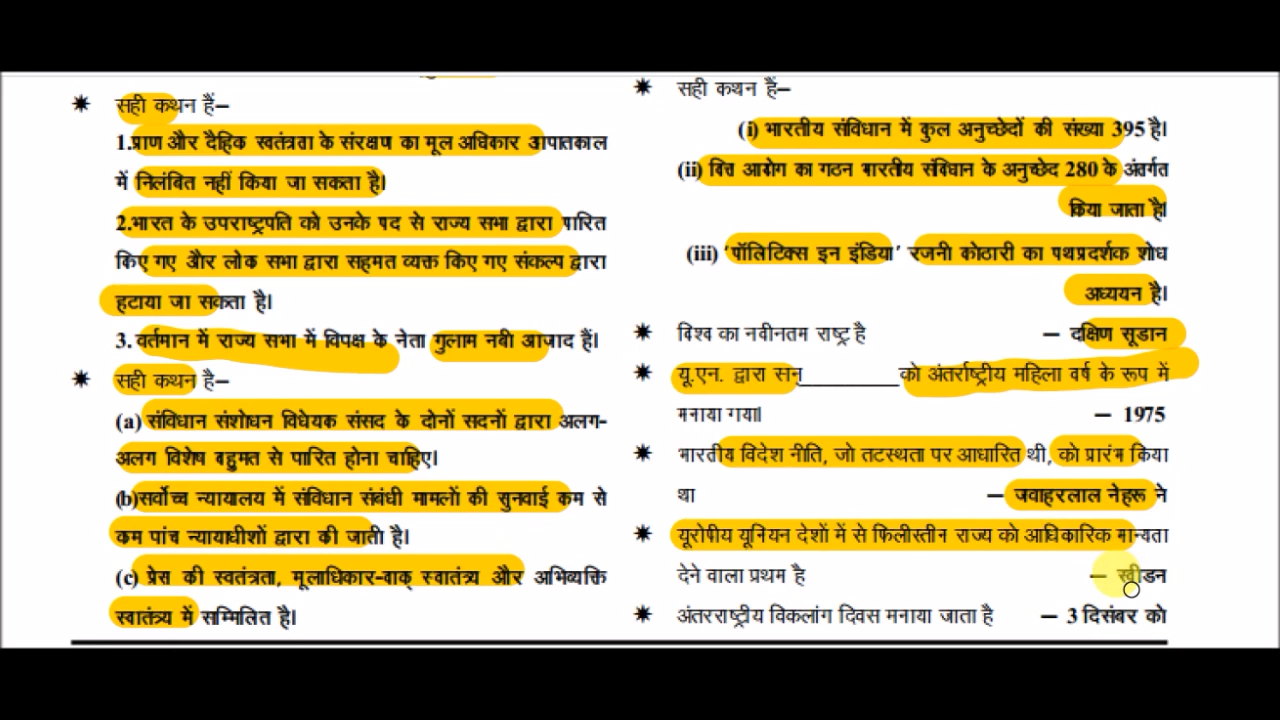 सही कथन हैं–
1.प्राण और दैहिक स्वतंत्रता के संरक्षण का मूल अधिकार आपातकाल
में निलंबित नहीं किया जा सकता है।
2.भारत के उपराष्ट्रपति को उनके पद से राज्य सभा द्वारा पारित
किए गए और लोक सभा द्वारा सहमत व्यक्त किए गए संकल्प द्वारा
हटाया जा सकता है।
3. वर्तमान में राज्य सभा में विपक्ष के नेता गुलाम नबी आजाद हैं।
सही कथन है–
(a) संविधान संशोधन विधेयक संसद के दोनों सदनों द्वारा अलग-
अलग विशेष बहुमत से पारित होना चाहिए।
(b)सर्वोच्च न्यायालय में संविधान संबंधी मामलों की सुनवाई कम से
कम पांच न्यायाधीशों द्वारा की जाती है।
(c) प्रेस की स्वतंत्रता, मूलाधिकार-वाक् स्वातंत्र्य और अभिव्यक्ति
स्वातंत्र्य में सम्मिलित है।
सही कथन हैं–
(i) भारतीय संविधान में कुल अनुच्छेदों की संख्या 395 है।
(ii) वित्त आयोग का गठन भारतीय संविधान के अनुच्छेद 280 के अंतर्गत
किया जाता है।
(iii) 'पॉलिटिक्स इन इंडिया' रजनी कोठारी का पथप्रदर्शक शोध
अध्ययन है।
विश्व का नवीनतम राष्ट्र है – दक्षिण सूडान
यू.एन. द्वारा सन्_________को अंतर्राष्ट्रीय महिला वर्ष के रूप में
मनाया गया। – 1975
भारतीय विदेश नीति, जो तटस्थता पर आधारित थी, को प्रारंभ किया
था – जवाहरलाल नेहरू ने
यूरोपीय यूनियन देशों में से फिलीस्तीन राज्य को आधिकारिक मान्यता
देने वाला प्रथम है – स्वीडन
अंतरराष्ट्रीय विकलांग दिवस मनाया जाता है – 3 दिसंबर को